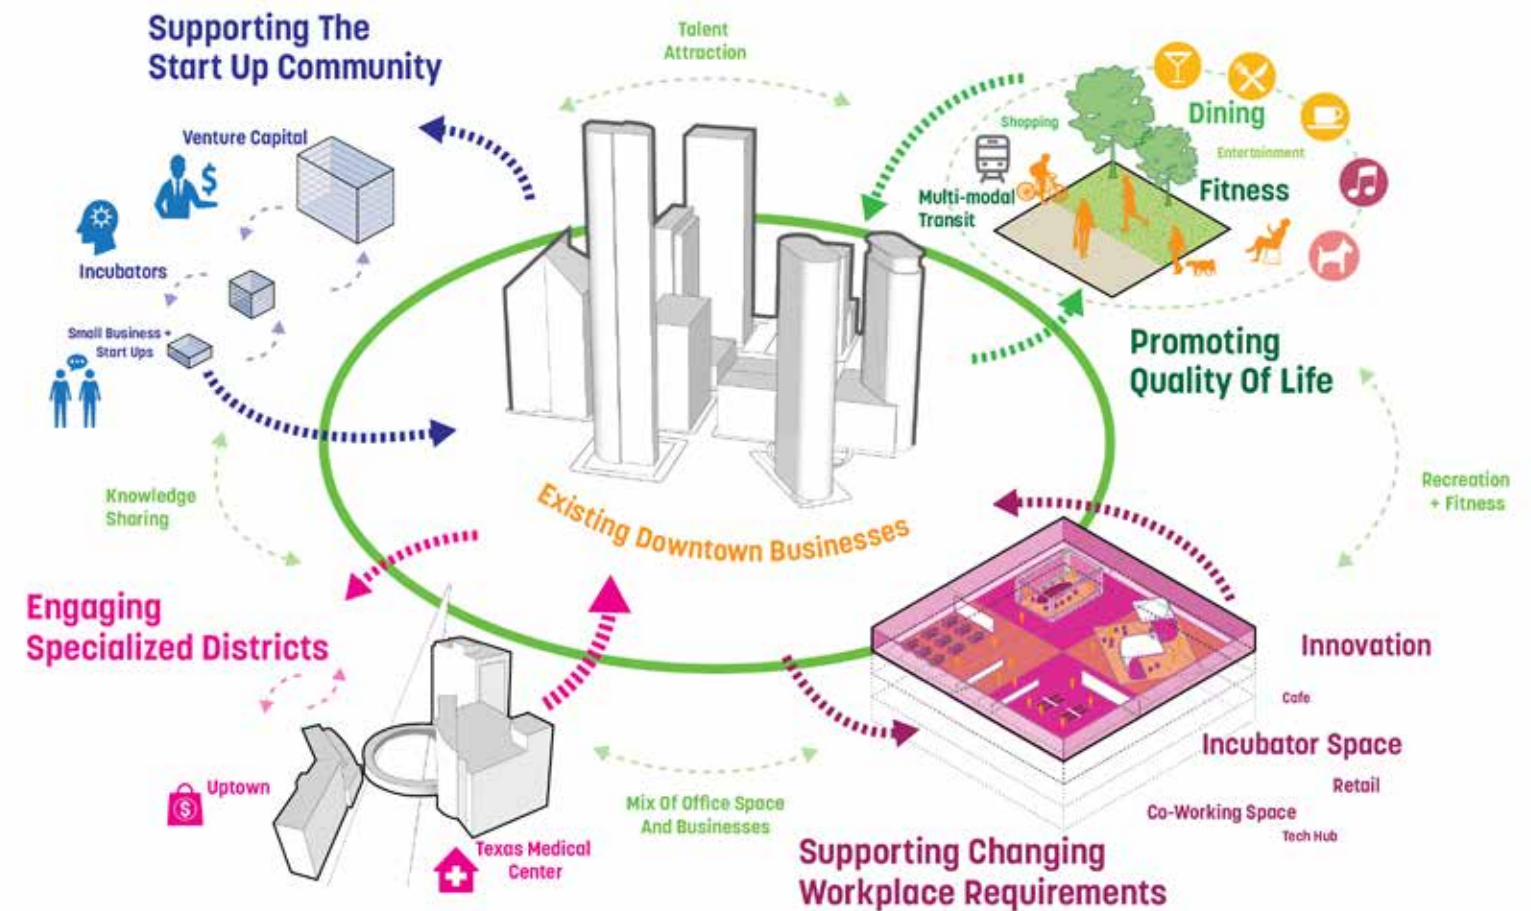 Supporting The
Start Up Community
Talent
Attraction
Venture Capital
$
Incubators
Small Business +
Start Ups
Shopping
Dining
Entertainment
Fitness
Multi-modal
Transit
Promoting
Quality Of Life
Knowledge
Sharing
Existing Downtown Businesses
Recreation
+ Fitness
Engaging
Specialized Districts
Uptown
$
Texas Medical
Center
Mix Of Office Space
And Businesses
Innovation
Cafe
Incubator Space
Retail
Co-Working Space
Tech Hub
Supporting Changing
Workplace Requirements